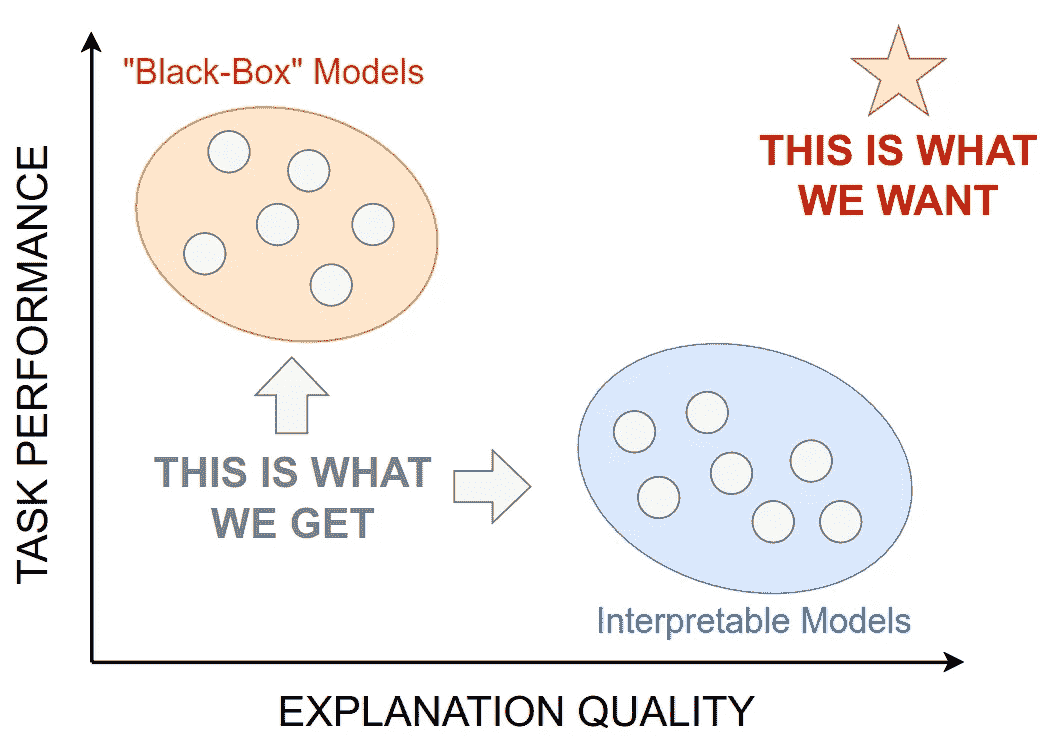 "Black-Box" Models
THIS IS WHAT
WE WANT
TASK PERFORMANCE
THIS IS WHAT
WE GET
Interpretable Models
EXPLANATION QUALITY